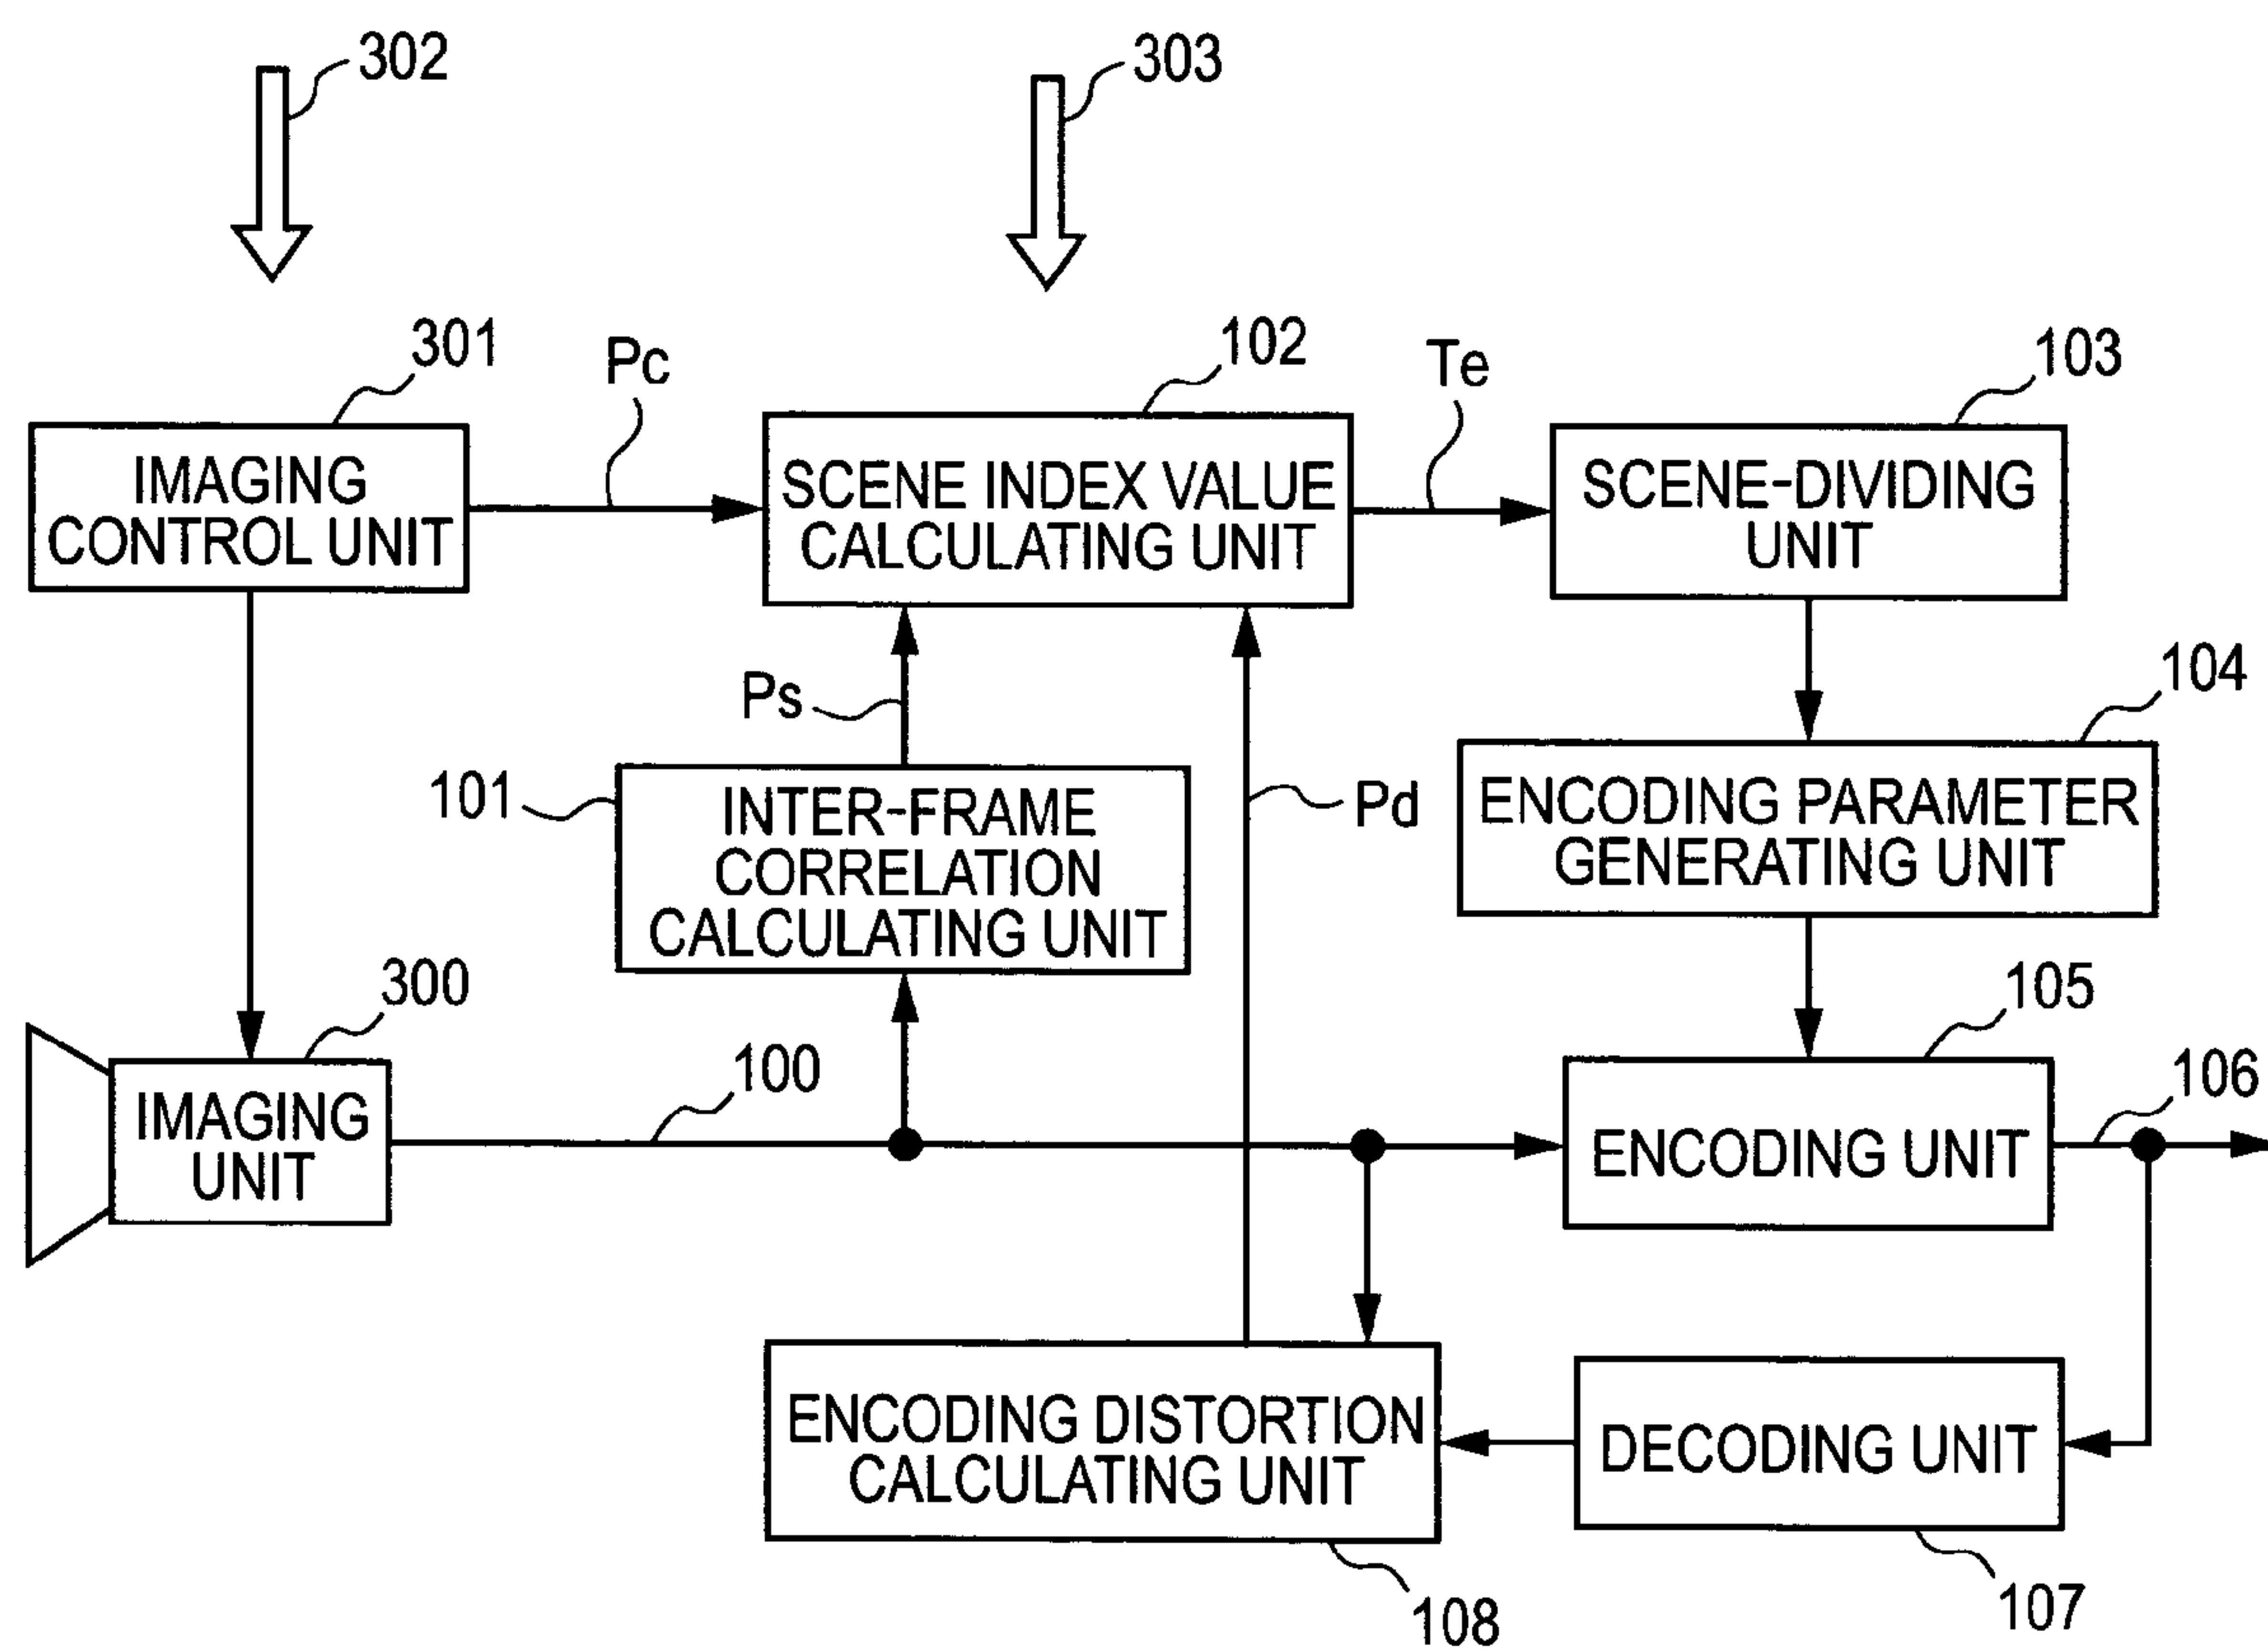 302
303
301
Pc
102
Te
103
IMAGING
CONTROL UNIT
SCENE INDEX VALUE
CALCULATING UNIT
SCENE-DIVIDING
UNIT
Ps
104
101
INTER-FRAME
CORRELATION
CALCULATING UNIT
Pd
ENCODING PARAMETER
GENERATING UNIT
300
100
105
106
IMAGING
UNIT
ENCODING UNIT
ENCODING DISTORTION
CALCULATING UNIT
DECODING UNIT
108
107